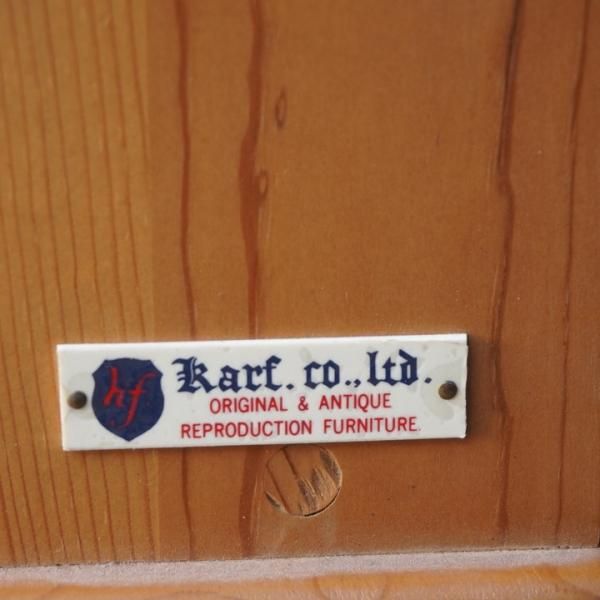 hf
Karf. co., ltd.
ORIGINAL & ANTIQUE
REPRODUCTION FURNITURE.